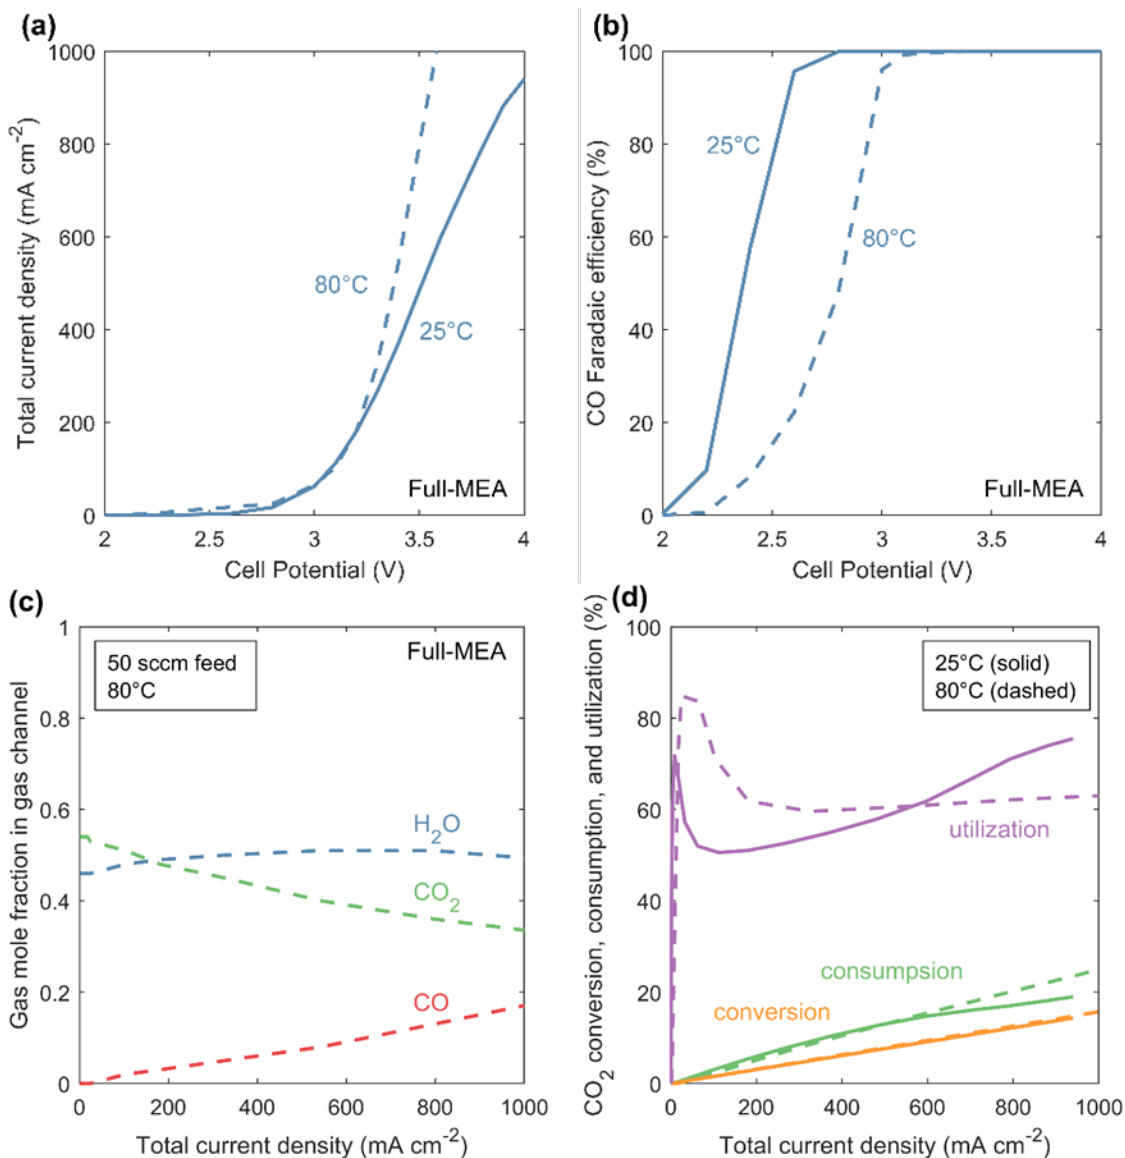 (a)
Total current density (mA cm-2)
1000
800
600
400
200
0
80°C
25°C
Full-MEA
2
2.5
3
3.5
4
Cell Potential (V)
(b)
CO Faradaic efficiency (%)
100
80
60
40
20
0
25°C
80°C
Full-MEA
2
2.5
3
3.5
4
Cell Potential (V)
(c)
Gas mole fraction in gas channel
1
0.8
0.6
0.4
0.2
0
50 sccm feed
80°C
Full-MEA
H2O
CO2
CO
0
200
400
600
800
1000
Total current density (mA cm-2)
(d)
CO2 conversion, consumption, and utilization (%)
100
80
60
40
20
0
25°C (solid)
80°C (dashed)
utilization
consumpsion
conversion
0
200
400
600
800
1000
Total current density (mA cm-2)